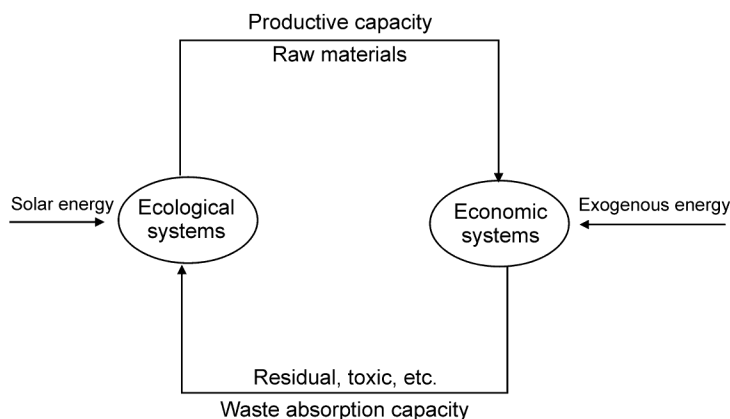 Productive capacity
Raw materials
Solar energy
Ecological
systems
Economic
systems
Exogenous energy
Residual, toxic, etc.
Waste absorption capacity